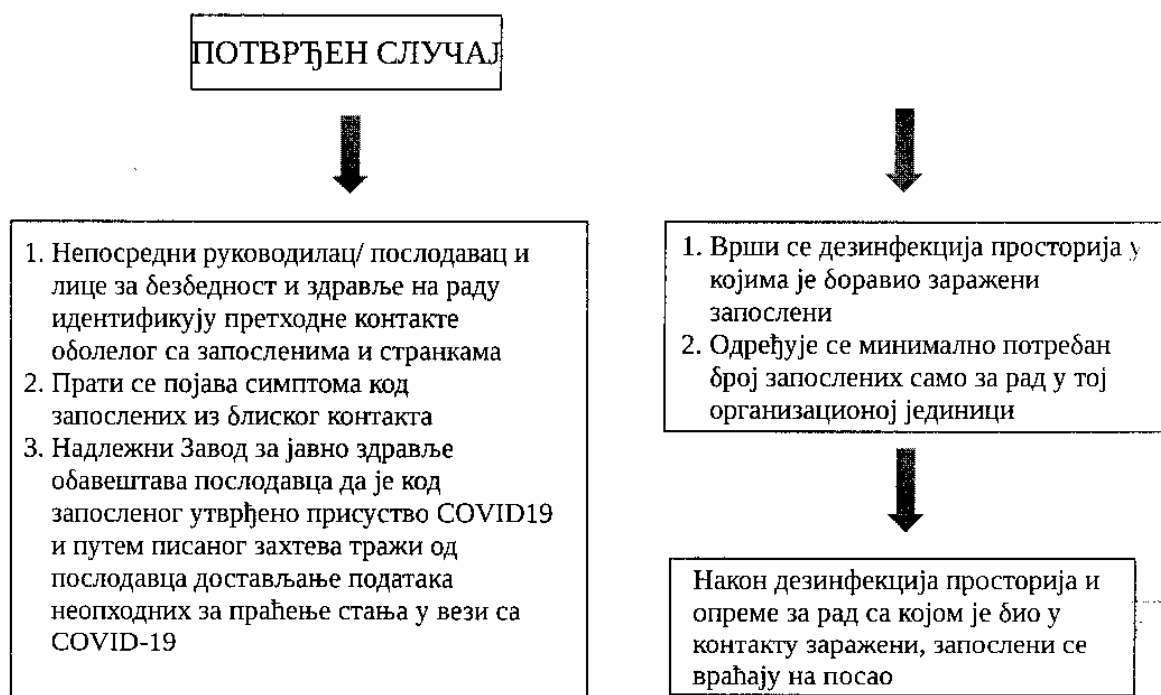 ПОТВРЂЕН СЛУЧАЈ
1. Непосредни руководилац/ послодавац и
лице за безбедност и здравље на раду
идентификују претходне контакте
оболелог са запосленима и странкама
2. Прати се појава симптома код
запослених из блиског контакта
3. Надлежни Завод за јавно здравље
обавештава послодавца да је код
запосленог утврђено присуство COVID19
и путем писаног захтева тражи од
послодавца достављање података
неопходних за праћење стања у вези са
COVID-19
1. Врши се дезинфекција просторија у
којима је боравио заражени
запослени
2. Одређује се минимално потребан
број запослених само за рад у тој
организационој јединици
Након дезинфекција просторија и
опреме за рад са којом је био у
контакту заражени, запослени се
враћају на посао